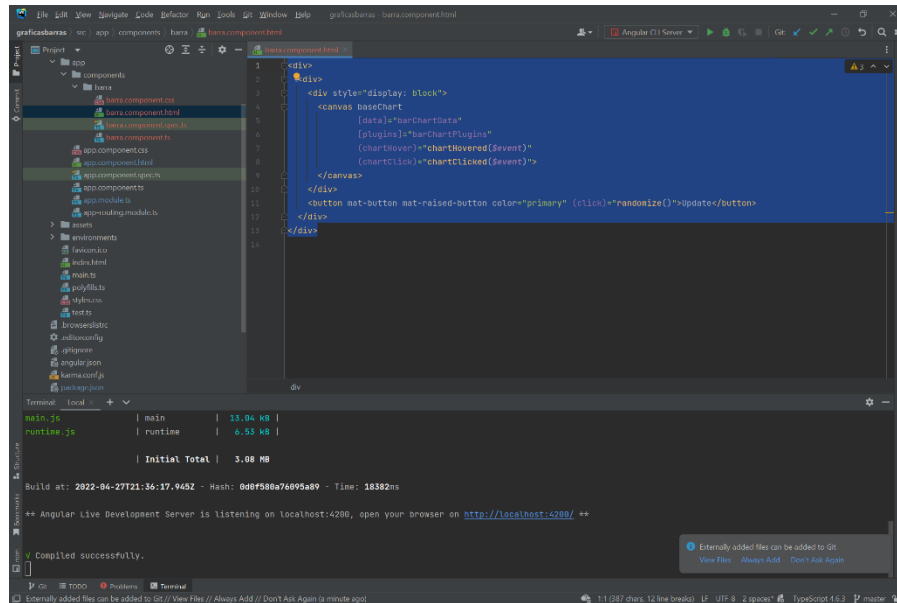 File Edit View Navigate Code Refactor Run Tools Git Window Help graficasbarras - barra.component.html
graficasbarras src app components barra barra.component.html Angular CLI Server Git:
Project
barra.component.html
app
components
barra
barra.component.css
barra.component.html
barra.component.spec.ts
barra.component.ts
app.component.css
app.component.html
app.component.spec.ts
app.component.ts
app.module.ts
app-routing.module.ts
assets
environments
favicon.ico
index.html
main.ts
polyfills.ts
styles.css
test.ts
.browserslistrc
.editorconfig
.gitignore
angular.json
karma.conf.js
package.json
Project
Commit
1 <div>
2 <div>
3 <div style="display: block">
4 <canvas baseChart
5 [data]="barChartData"
6 [plugins]="barChartPlugins"
7 (chartHover)="chartHovered($event)"
8 (chartClick)="chartClicked($event)">
9 </canvas>
10 </div>
11 <button mat-button mat-raised-button color="primary" (click)="randomize()">Update</button>
12 </div>
13 </div>
14
3
div
Terminal: Local
main.js | main | 13.04 kB |
runtime.js | runtime | 6.53 kB |
| Initial Total | 3.08 MB
Build at: 2022-04-27T21:36:17.945Z - Hash: 0d0f580a76095a89 - Time: 18382ms
** Angular Live Development Server is listening on localhost:4200, open your browser on http://localhost:4200/ **
√ Compiled successfully.
Structure
Bookmarks
npm
Externally added files can be added to Git
View Files Always Add Don't Ask Again
Git TODO Problems Terminal
Externally added files can be added to Git // View Files // Always Add // Don't Ask Again (a minute ago) 1:1 (387 chars, 12 line breaks) LF UTF-8 2 spaces* TypeScript 4.6.3 master